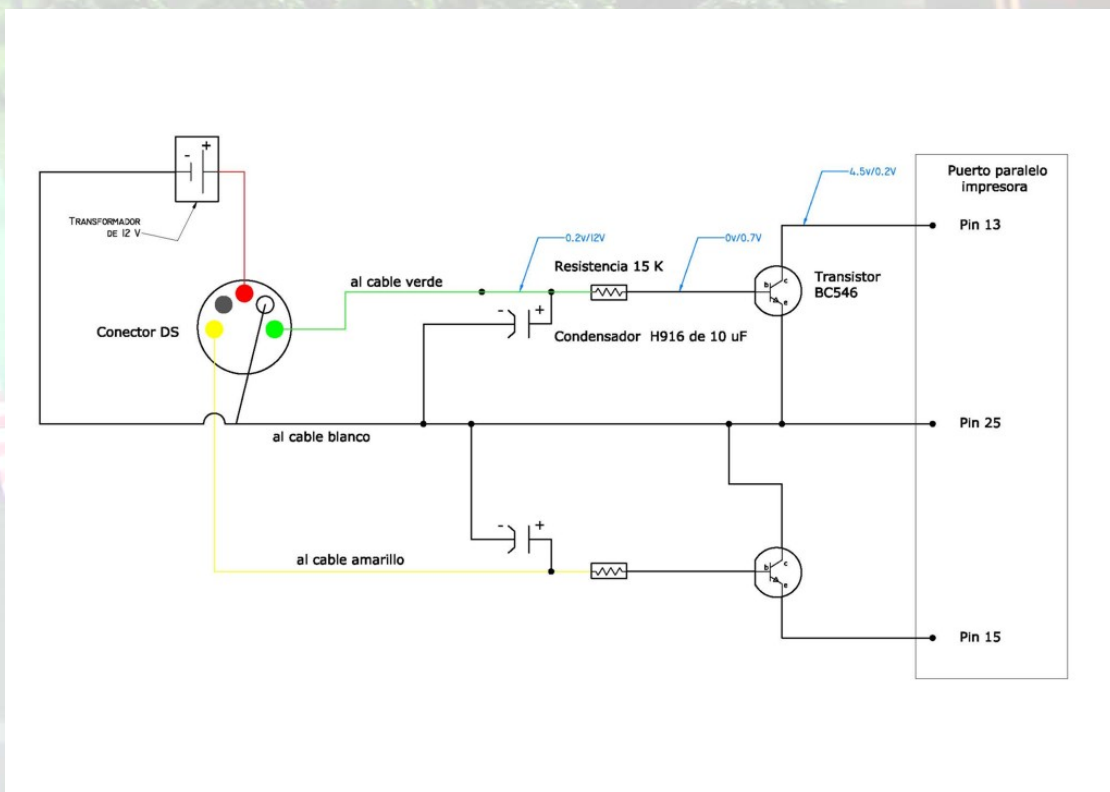 Puerto paralelo
impresora
- +
4.5v/0.2V
TRANSFORMADOR
DE 12 V
Pin 13
0.2v/12V
0v/0.7V
Resistencia 15 K
al cable verde
Transistor
BC546
b c e
- +
Conector DS
Condensador H916 de 10 uF
Pin 25
al cable blanco
- +
al cable amarillo
b c e
Pin 15